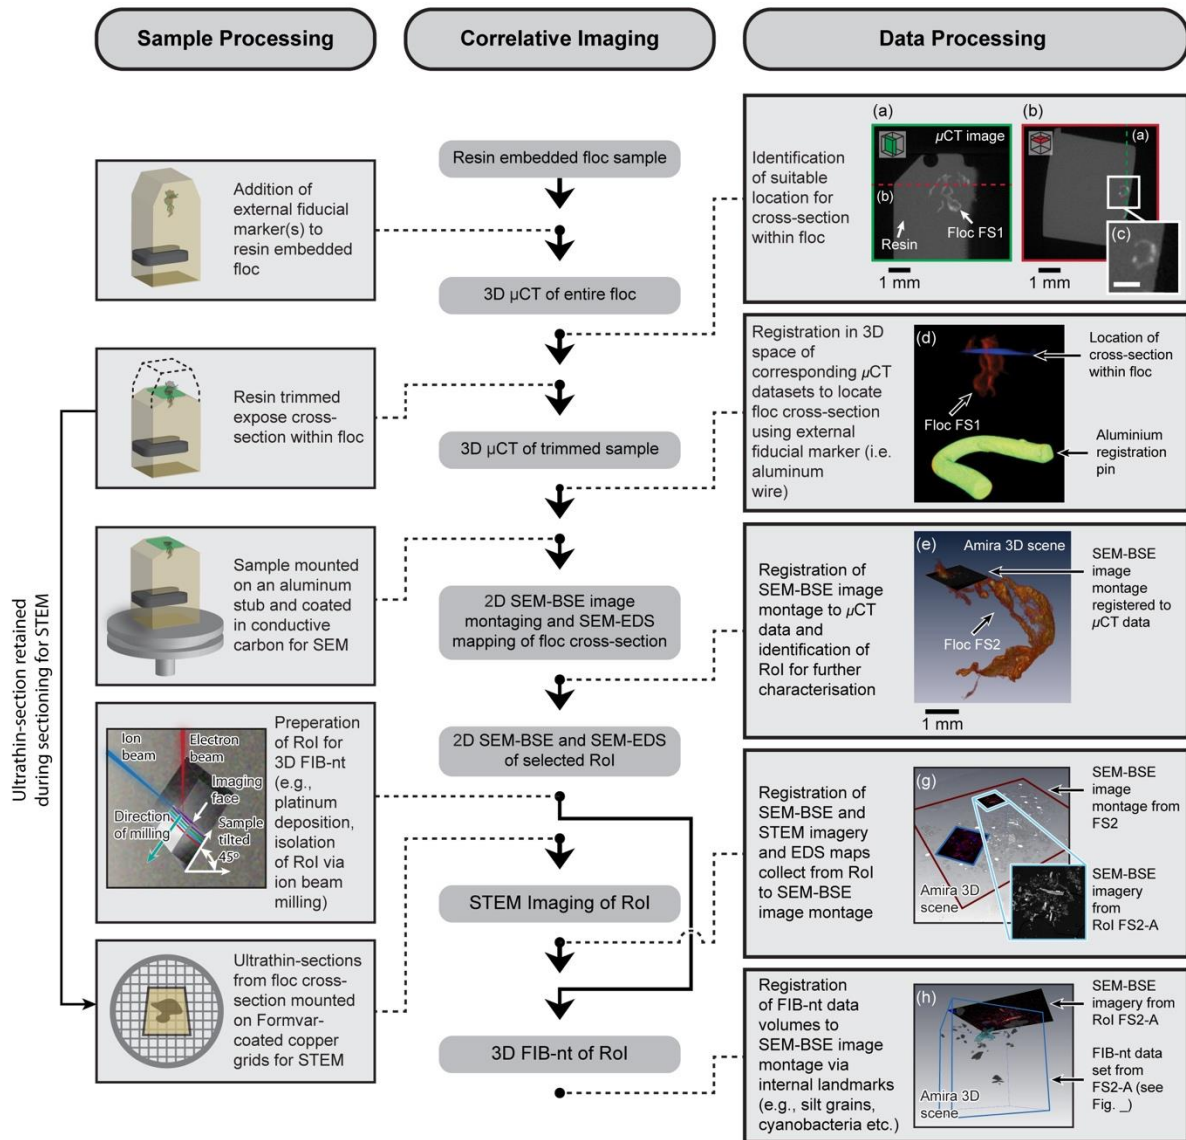 Sample Processing
Correlative Imaging
Data Processing
Addition of
external fiducial
marker(s) to
resin embedded
floc
Resin trimmed
expose cross-
section within floc
Sample mounted
on an aluminum
stub and coated
in conductive
carbon for SEM
Ion
beam
Electron
beam
Imaging
face
Direction
of milling
Sample
tilted
45º
Preperation
of RoI for
3D FIB-nt
(e.g.,
platinum
deposition,
isolation
of RoI via
ion beam
milling)
Ultrathin-sections
from floc cross-
section mounted
on Formvar-
coated copper
grids for STEM
Ultrathin-section retained
during sectioning for STEM
Resin embedded floc sample
3D µCT of entire floc
3D µCT of trimmed sample
2D SEM-BSE image
montaging and SEM-EDS
mapping of floc cross-section
2D SEM-BSE and SEM-EDS
of selected RoI
STEM Imaging of RoI
3D FIB-nt of RoI
Identification
of suitable
location for
cross-section
within floc
(a)
µCT image
(b)
Resin
Floc FS1
1 mm
(b)
(a)
(c)
1 mm
Registration in 3D
space of
corresponding µCT
datasets to locate
floc cross-section
using external
fiducial marker (i.e.
aluminum
wire)
(d)
Floc FS1
Location of
cross-section
within floc
Aluminium
registration
pin
Registration of
SEM-BSE image
montage to µCT
data and
identification of
RoI for further
characterisation
(e)
Amira 3D scene
Floc FS2
1 mm
SEM-BSE
image
montage
registered to
µCT data
Registration of
SEM-BSE and
STEM imagery
and EDS maps
collect from RoI
to SEM-BSE
image montage
(g)
Amira 3D
scene
SEM-BSE
image
montage from
FS2
SEM-BSE
imagery
from
RoI FS2-A
Registration
of FIB-nt data
volumes to
SEM-BSE image
montage via
internal landmarks
(e.g., silt grains,
cyanobacteria etc.)
(h)
Amira 3D
scene
SEM-BSE
imagery from
RoI FS2-A
FIB-nt data
set from
FS2-A (see
Fig. _)